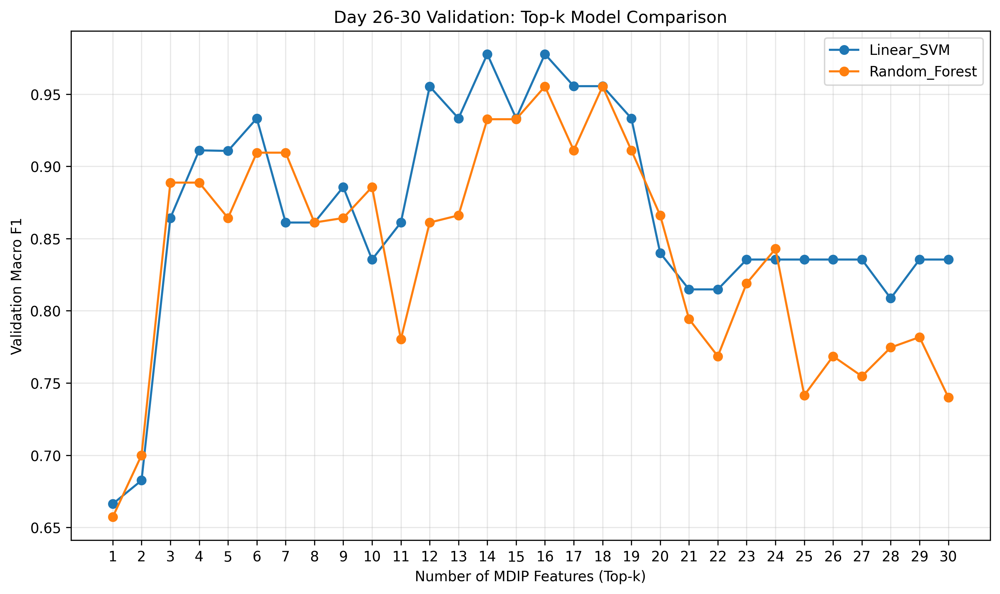 Day 26-30 Validation: Top-k Model Comparison
Linear_SVM
Random_Forest
Validation Macro F1
0.95
0.90
0.85
0.80
0.75
0.70
0.65
1 2 3 4 5 6 7 8 9 10 11 12 13 14 15 16 17 18 19 20 21 22 23 24 25 26 27 28 29 30
Number of MDIP Features (Top-k)